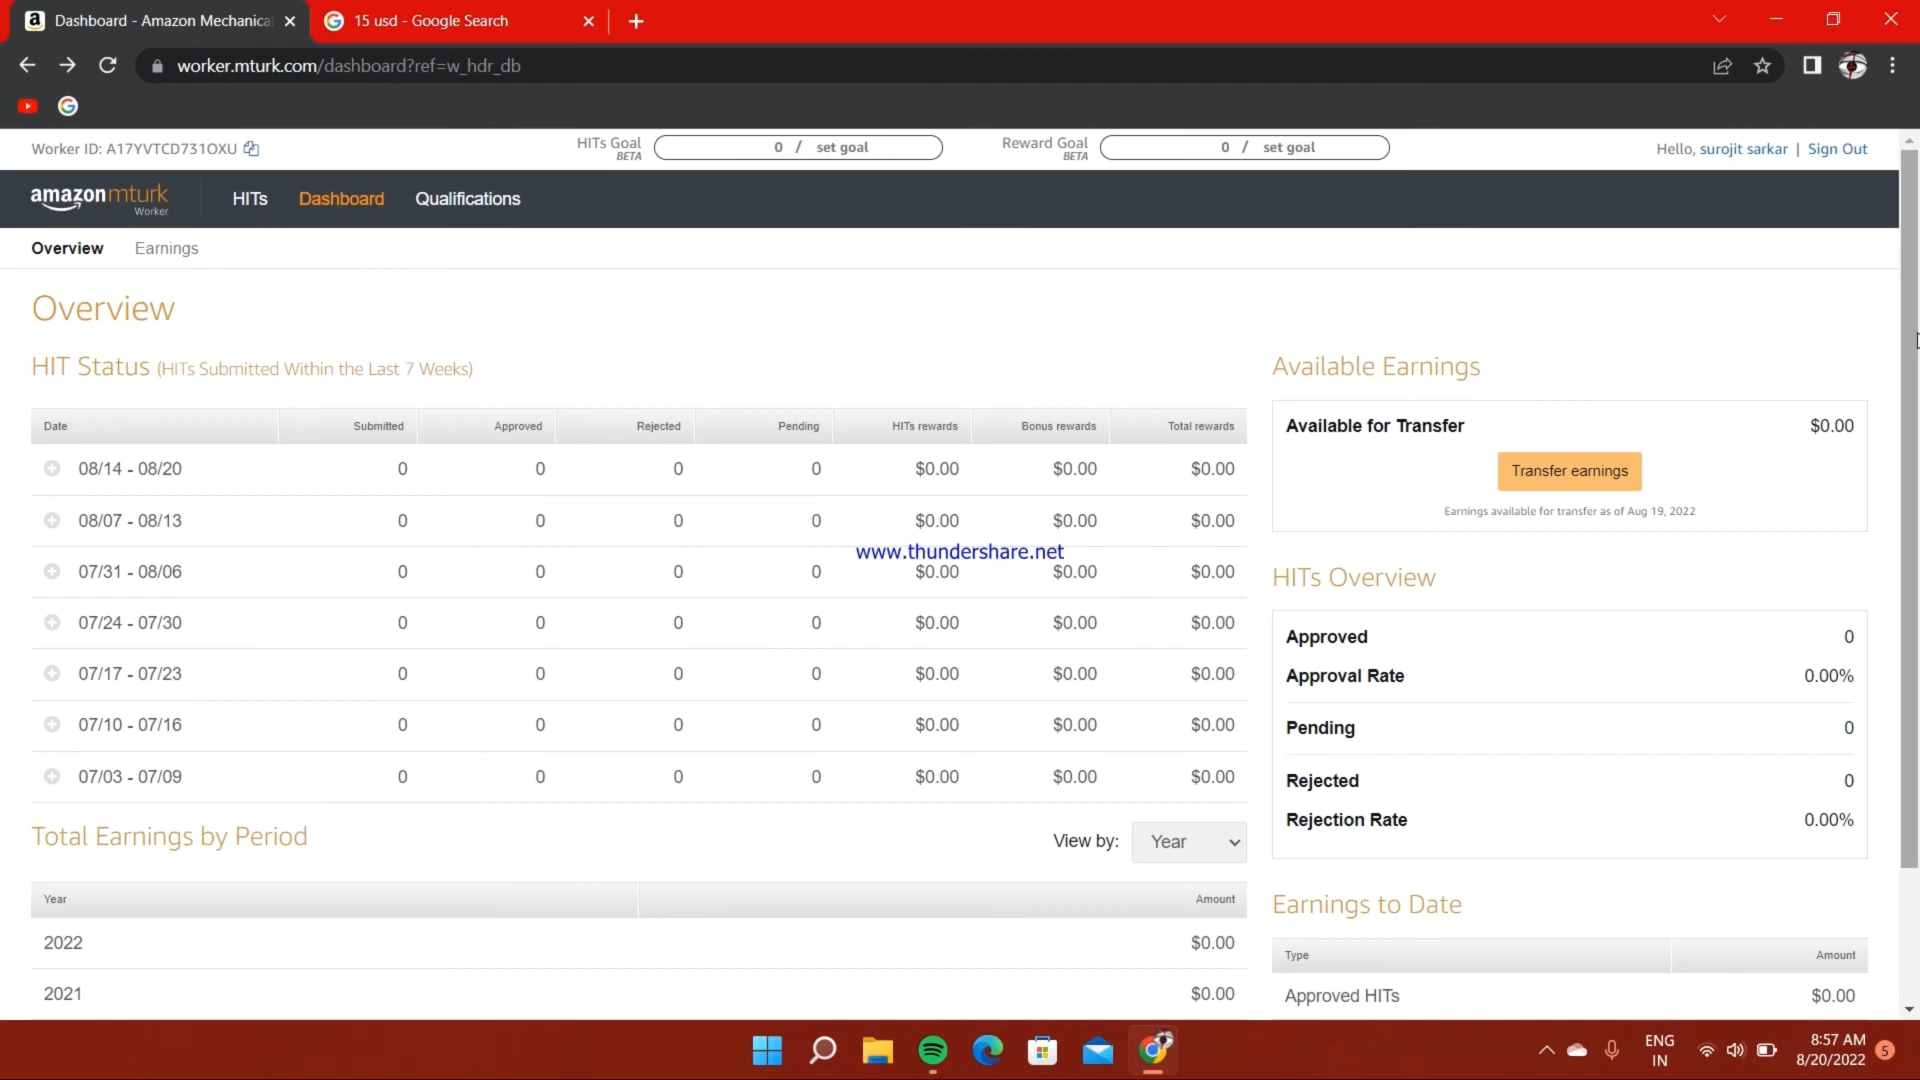 Dashboard - Amazon Mechanica
15 usd - Google Search
worker.mturk.com/dashboard?ref=w_hdr_db
Worker ID: A17YVTCD731OXU
HITs Goal
BETA
0 / set goal
Reward Goal
BETA
0 / set goal
Hello, surojit sarkar | Sign Out
amazonmturk
Worker
HITs Dashboard Qualifications
Overview Earnings
Overview
HIT Status (HITs Submitted Within the Last 7 Weeks)
Date Submitted Approved Rejected Pending HITs rewards Bonus rewards Total rewards
08/14 - 08/20 0 0 0 0 $0.00 $0.00 $0.00
08/07 - 08/13 0 0 0 0 $0.00 $0.00 $0.00
www.thundershare.net
07/31 - 08/06 0 0 0 0 $0.00 $0.00 $0.00
07/24 - 07/30 0 0 0 0 $0.00 $0.00 $0.00
07/17 - 07/23 0 0 0 0 $0.00 $0.00 $0.00
07/10 - 07/16 0 0 0 0 $0.00 $0.00 $0.00
07/03 - 07/09 0 0 0 0 $0.00 $0.00 $0.00
Total Earnings by Period
View by: Year
Year Amount
2022 $0.00
2021 $0.00
Available Earnings
Available for Transfer $0.00
Transfer earnings
Earnings available for transfer as of Aug 19, 2022
HITs Overview
Approved 0
Approval Rate 0.00%
Pending 0
Rejected 0
Rejection Rate 0.00%
Earnings to Date
Type Amount
Approved HITs $0.00
ENG
IN
8:57 AM
8/20/2022
5